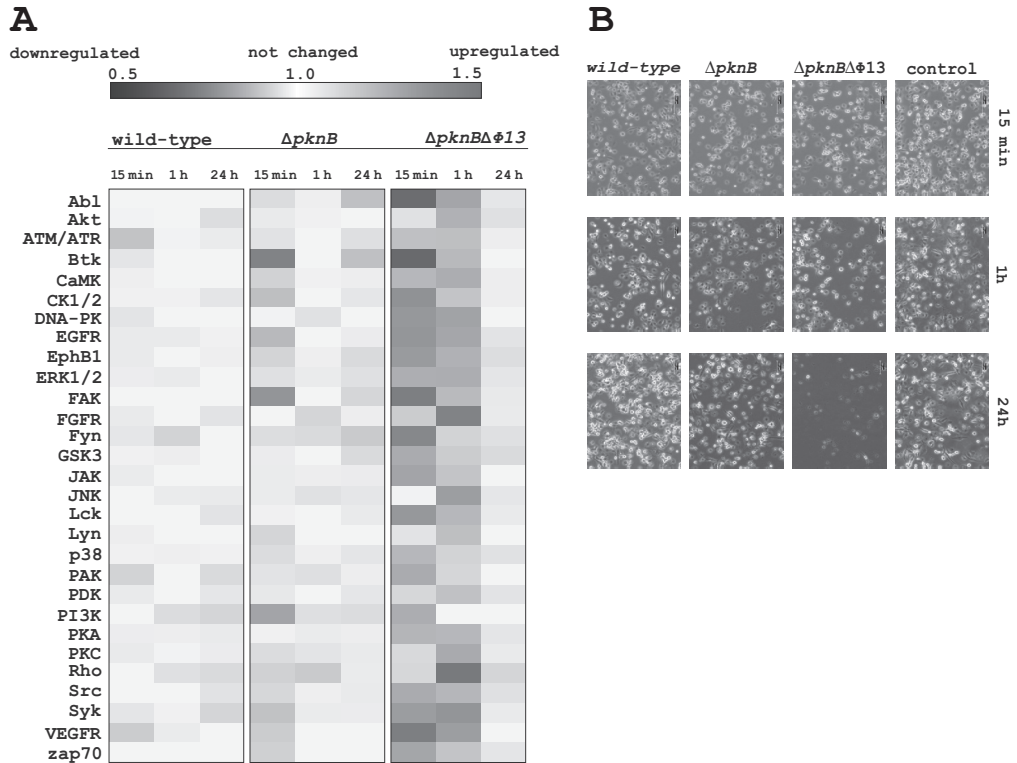 A
downregulated not changed upregulated
0.5 1.0 1.5
wild-type ΔpknB ΔpknBΔΦ13
15 min 1 h 24 h 15 min 1 h 24 h 15 min 1 h 24 h
Abl
Akt
ATM/ATR
Btk
CaMK
CK1/2
DNA-PK
EGFR
EphB1
ERK1/2
FAK
FGFR
Fyn
GSK3
JAK
JNK
Lck
Lyn
p38
PAK
PDK
PI3K
PKA
PKC
Rho
Src
Syk
VEGFR
zap70
B
wild-type ΔpknB ΔpknBΔΦ13 control
15 min
1h
24h